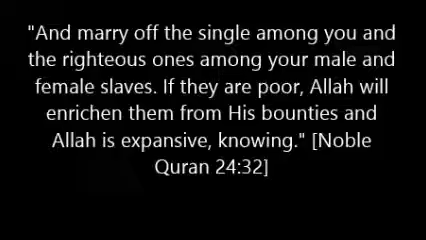 "And marry off the single among you and
the righteous ones among your male and
female slaves. If they are poor, Allah will
enrichen them from His bounties and
Allah is expansive, knowing." [Noble
Quran 24:32]